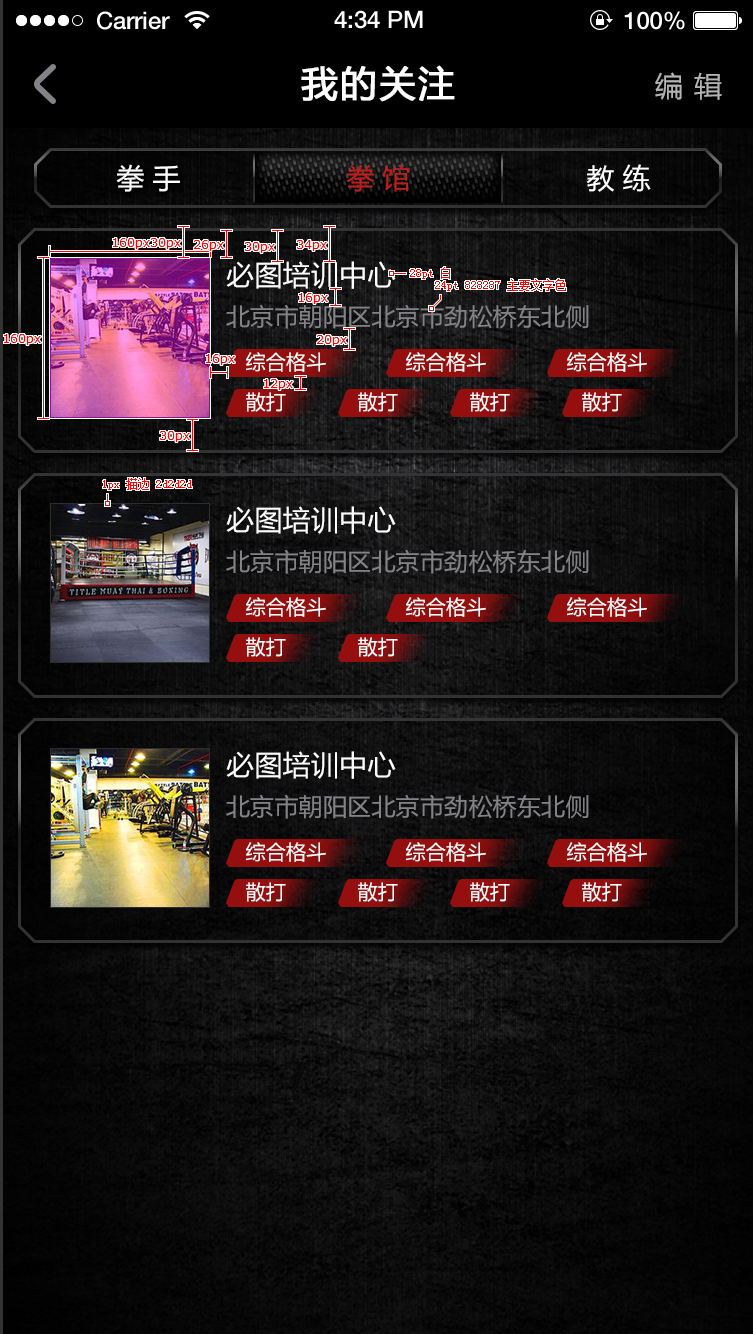 Carrier 4:34 PM 100%
我的关注 编辑
拳手 拳馆 教练
160px 30px 26px 30px 34px
必图培训中心 28pt 白
24pt 828287 主要文字色
16px
北京市朝阳区北京市劲松桥东北侧
160px 20px
16px 综合格斗 综合格斗 综合格斗
12px
散打 散打 散打 散打
30px
1px 描边 2d2d2d
必图培训中心
北京市朝阳区北京市劲松桥东北侧
TITLE MUAY THAI & BOXING
综合格斗 综合格斗 综合格斗
散打 散打
必图培训中心
北京市朝阳区北京市劲松桥东北侧
综合格斗 综合格斗 综合格斗
散打 散打 散打 散打